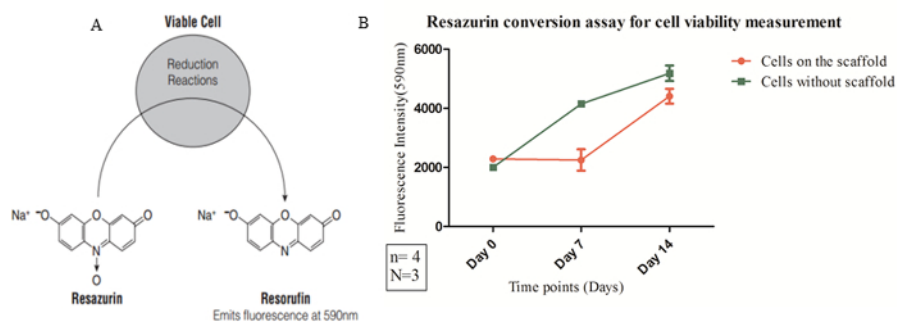 A
Viable Cell
Reduction
Reactions
Na⁺ ⁻O
O
O
N
O
Resazurin
Na⁺ ⁻O
O
O
N
Resorufin
Emits fluorescence at 590nm
B
Resazurin conversion assay for cell viability measurement
Fluorescence Intensity(590nm)
6000
4000
2000
0
Day 0
Day 7
Day 14
Time points (Days)
Cells on the scaffold
Cells without scaffold
n= 4
N=3